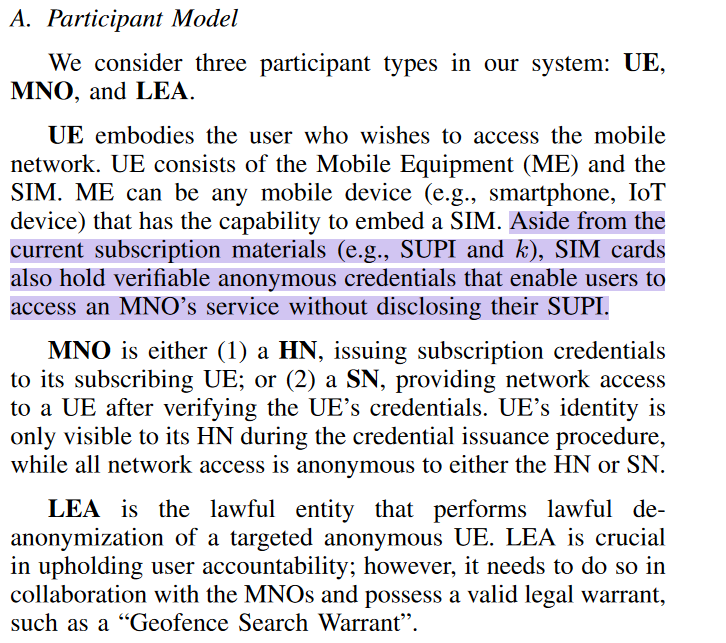 A. Participant Model
We consider three participant types in our system: UE,
MNO, and LEA.
UE embodies the user who wishes to access the mobile
network. UE consists of the Mobile Equipment (ME) and the
SIM. ME can be any mobile device (e.g., smartphone, IoT
device) that has the capability to embed a SIM. Aside from the
current subscription materials (e.g., SUPI and k), SIM cards
also hold verifiable anonymous credentials that enable users to
access an MNO's service without disclosing their SUPI.
MNO is either (1) a HN, issuing subscription credentials
to its subscribing UE; or (2) a SN, providing network access
to a UE after verifying the UE's credentials. UE's identity is
only visible to its HN during the credential issuance procedure,
while all network access is anonymous to either the HN or SN.
LEA is the lawful entity that performs lawful de-
anonymization of a targeted anonymous UE. LEA is crucial
in upholding user accountability; however, it needs to do so in
collaboration with the MNOs and possess a valid legal warrant,
such as a “Geofence Search Warrant”.